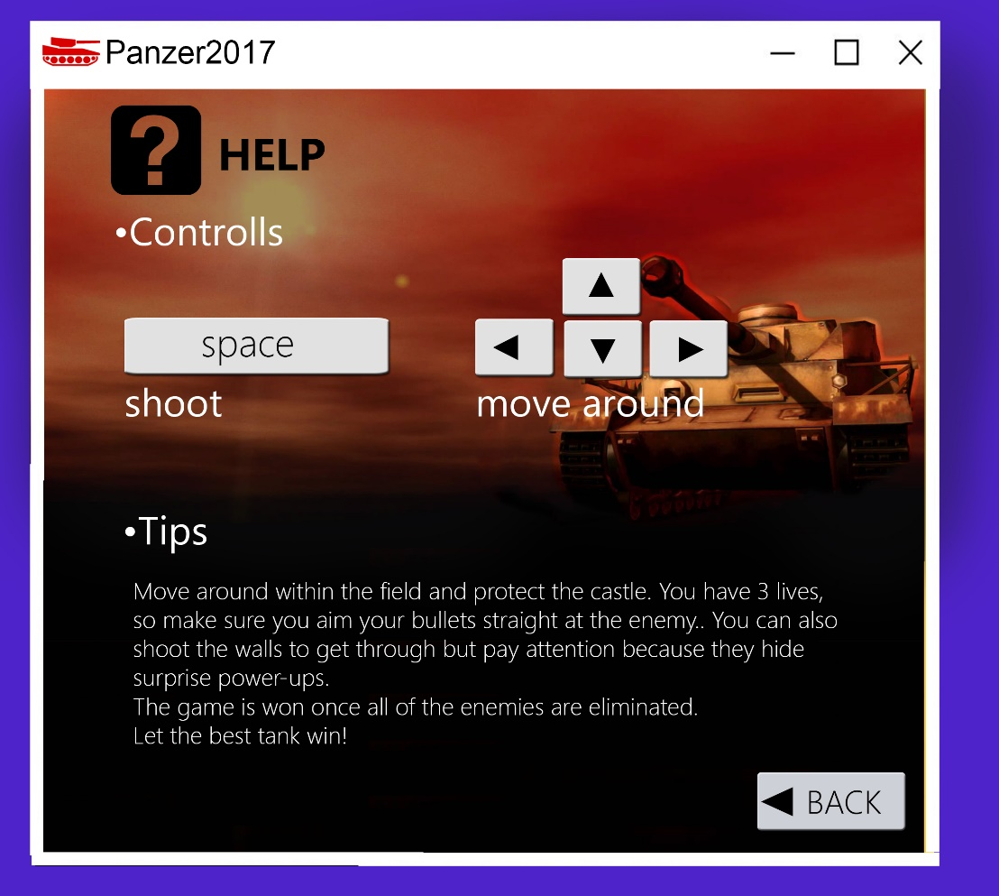 Panzer2017
? HELP
•Controlls
space
shoot
move around
•Tips
Move around within the field and protect the castle. You have 3 lives,
so make sure you aim your bullets straight at the enemy.. You can also
shoot the walls to get through but pay attention because they hide
surprise power-ups.
The game is won once all of the enemies are eliminated.
Let the best tank win!
BACK